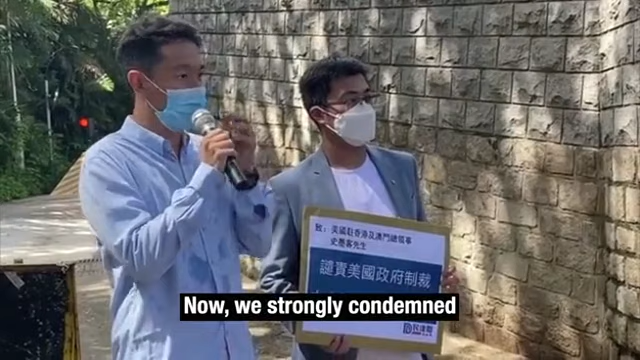 致：美國駐香港及澳門總領事
史墨客先生
譴責美國政府制裁
民建聯
Now, we strongly condemned